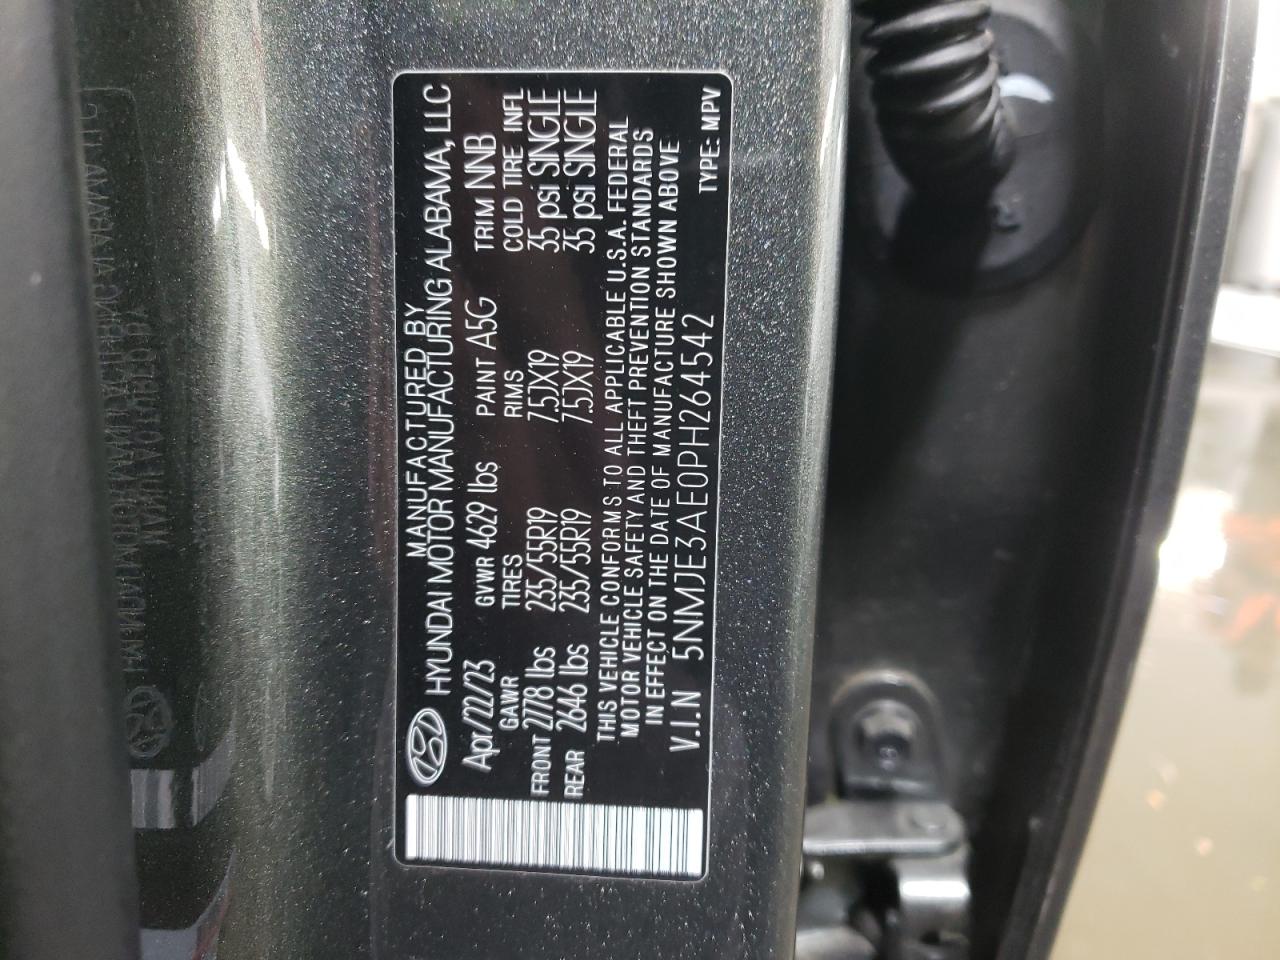 MANUFACTURED BY
HYUNDAI MOTOR MANUFACTURING ALABAMA, LLC
Apr/22/23 GVWR 4629 lbs PAINT A5G TRIM NNB
GAWR TIRES RIMS COLD TIRE INFL
FRONT 2778 lbs 235/55R19 7.5JX19 35 psi SINGLE
REAR 2646 lbs 235/55R19 7.5JX19 35 psi SINGLE
THIS VEHICLE CONFORMS TO ALL APPLICABLE U.S.A. FEDERAL
MOTOR VEHICLE SAFETY AND THEFT PREVENTION STANDARDS
IN EFFECT ON THE DATE OF MANUFACTURE SHOWN ABOVE
V.I.N 5NMJE3AE0PH264542
TYPE: MPV